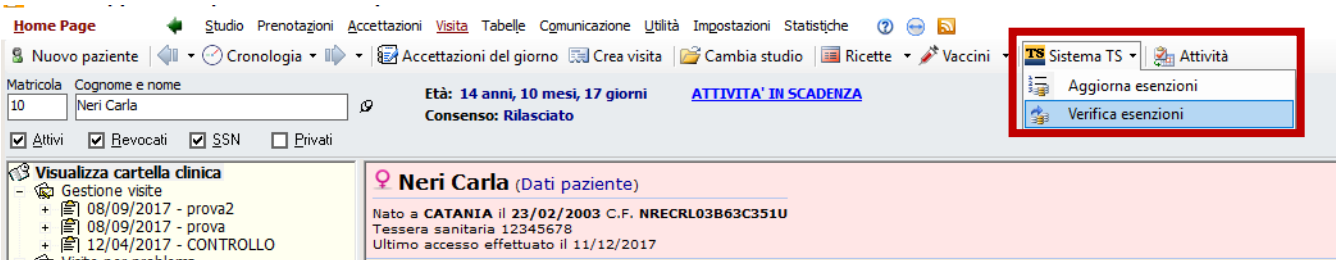 Home Page Studio Prenotazioni Accettazioni Visita Tabelle Comunicazione Utilità Impostazioni Statistiche
Nuovo paziente Cronologia Accettazioni del giorno Crea visita Cambia studio Ricette Vaccini TS Sistema TS Attività
Matricola Cognome e nome
Aggiorna esenzioni
Età: 14 anni, 10 mesi, 17 giorni ATTIVITA' IN SCADENZA
10 Neri Carla
Consenso: Rilasciato
Verifica esenzioni
Attivi Revocati SSN Privati
Visualizza cartella clinica
Gestione visite
08/09/2017 - prova2
08/09/2017 - prova
12/04/2017 - CONTROLLO
Neri Carla (Dati paziente)
Nato a CATANIA il 23/02/2003 C.F. NRECRL03B63C351U
Tessera sanitaria 12345678
Ultimo accesso effettuato il 11/12/2017